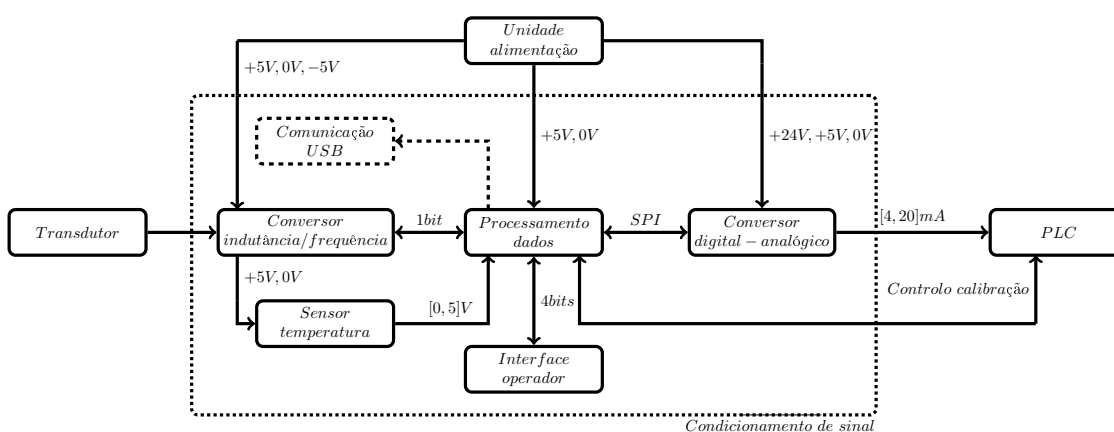 Unidade
alimentação
+5V, 0V, −5V
+5V, 0V
+24V, +5V, 0V
Comunicação
USB
Transdutor
Conversor
indutância/frequência
1bit
Processamento
dados
SPI
Conversor
digital − analógico
[4, 20]mA
PLC
+5V, 0V
Sensor
temperatura
[0, 5]V
4bits
Controlo calibração
Interface
operador
Condicionamento de sinal